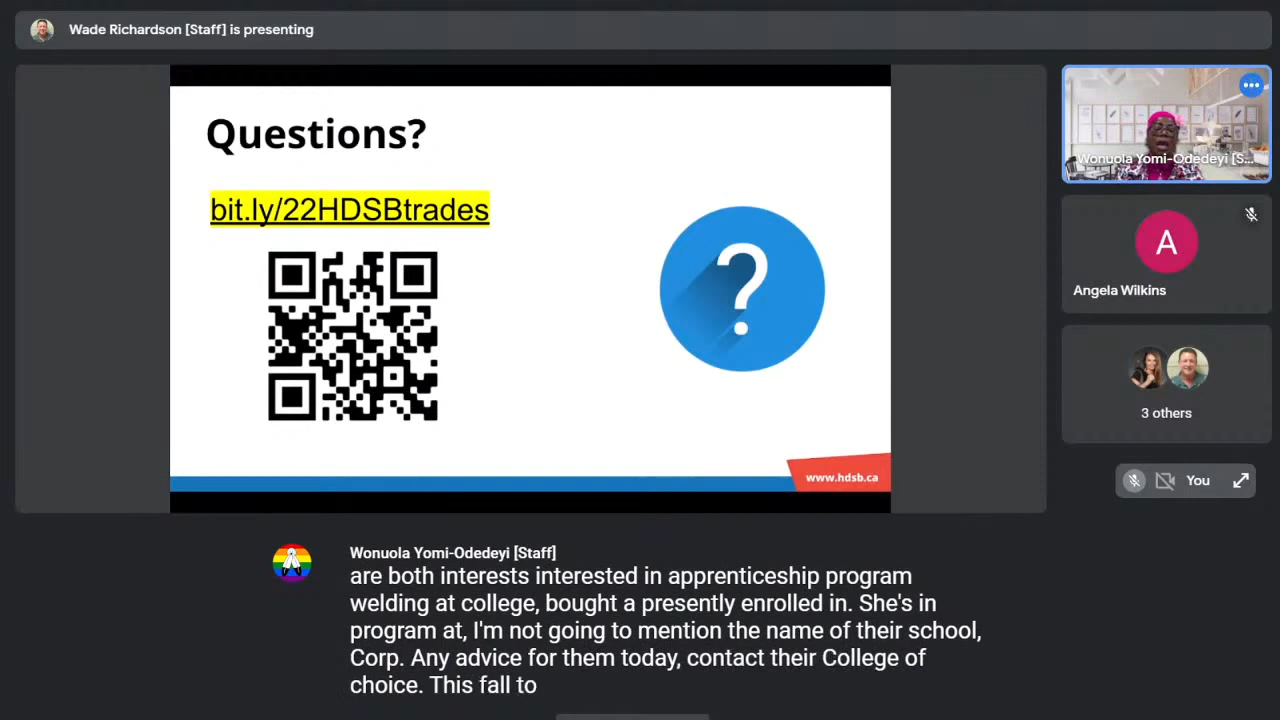 Wade Richardson [Staff] is presenting
Questions?
bit.ly/22HDSBtrades
?
www.hdsb.ca
Wonuola Yomi-Odedeyi [S...
A
Angela Wilkins
3 others
You
Wonuola Yomi-Odedeyi [Staff]
are both interests interested in apprenticeship program
welding at college, bought a presently enrolled in. She's in
program at, I'm not going to mention the name of their school,
Corp. Any advice for them today, contact their College of
choice. This fall to